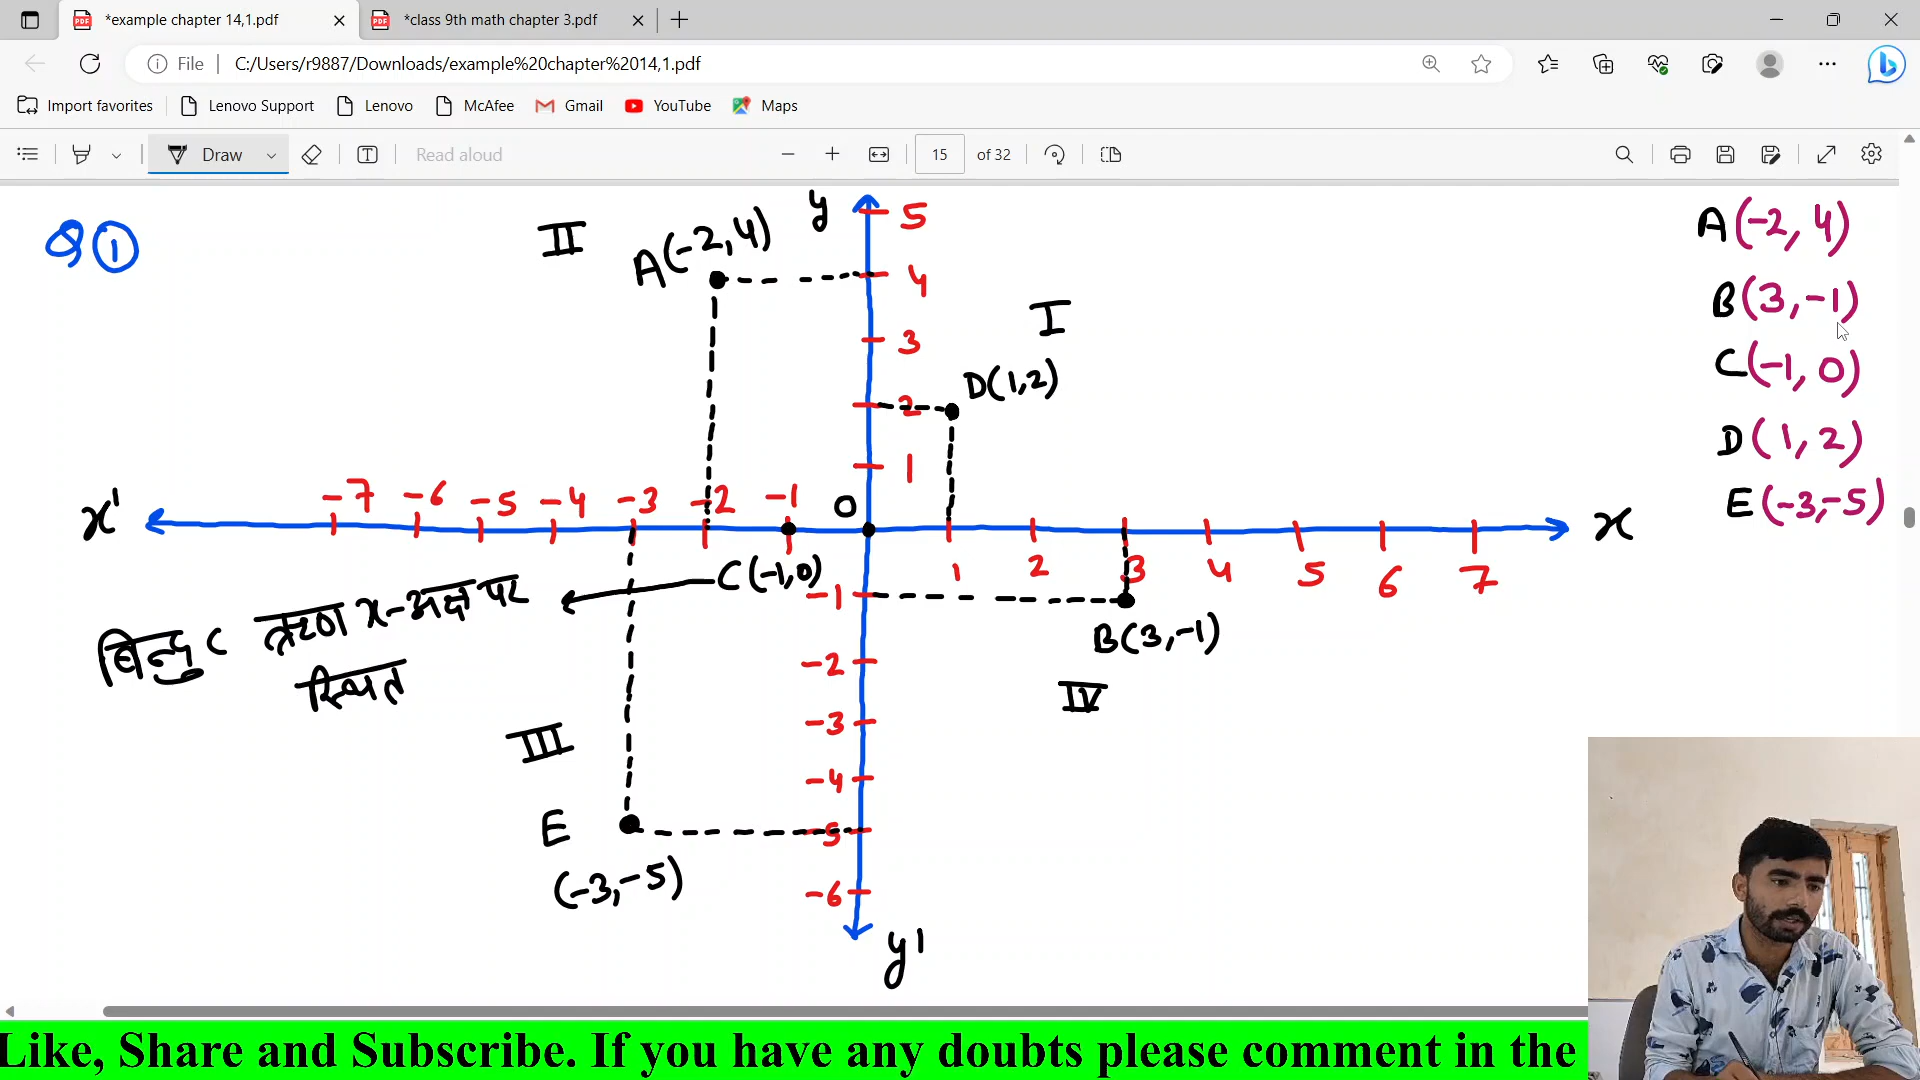 *example chapter 14,1.pdf
*class 9th math chapter 3.pdf
File
C:/Users/r9887/Downloads/example%20chapter%2014,1.pdf
Import favorites
Lenovo Support
Lenovo
McAfee
Gmail
YouTube
Maps
Draw
Read aloud
15
of 32
Q ①
II
A(-2,4)
y
5
4
3
2
1
I
D(1,2)
A(-2, 4)
B(3,-1)
C(-1, 0)
D(1, 2)
E(-3,-5)
x'
-7 -6 -5 -4 -3 -2 -1
0
1 2 3 4 5 6 7
x
C(-1,0)
बिन्दु C ऋण x-अक्ष पर
स्थित
-1
-2
-3
-4
-5
-6
B(3,-1)
IV
III
E
(-3,-5)
y'
Like, Share and Subscribe. If you have any doubts please comment in the